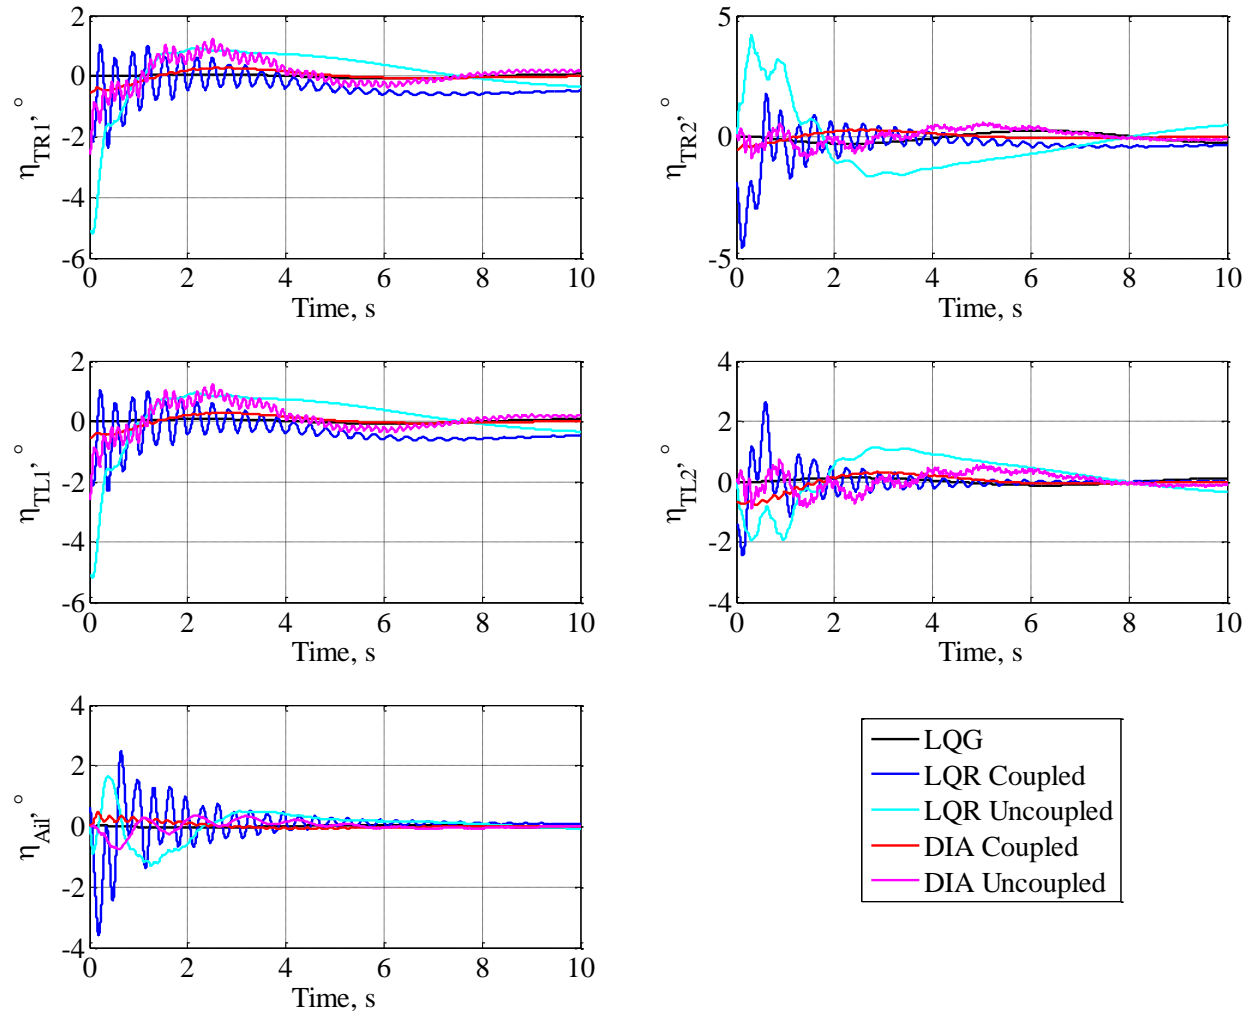 2
0
-2
-4
-6
η_TR1, °
0 2 4 6 8 10
Time, s
5
0
-5
η_TR2, °
0 2 4 6 8 10
Time, s
2
0
-2
-4
-6
η_TL1, °
0 2 4 6 8 10
Time, s
4
2
0
-2
-4
η_TL2, °
0 2 4 6 8 10
Time, s
4
2
0
-2
-4
η_Ail, °
0 2 4 6 8 10
Time, s
LQG
LQR Coupled
LQR Uncoupled
DIA Coupled
DIA Uncoupled